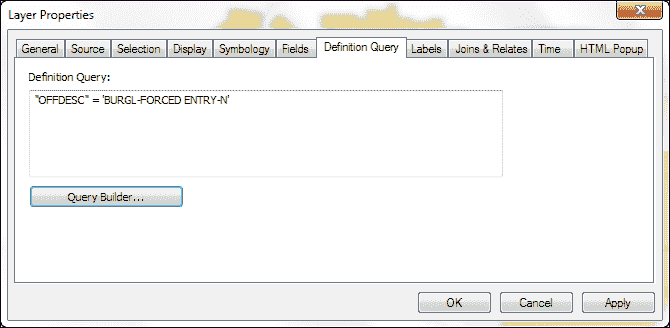 Layer Properties
General Source Selection Display Symbology Fields Definition Query Labels Joins & Relates Time HTML Popup
Definition Query:
"OFFDESC" = 'BURGL-FORCED ENTRY-N'
Query Builder...
OK Cancel Apply